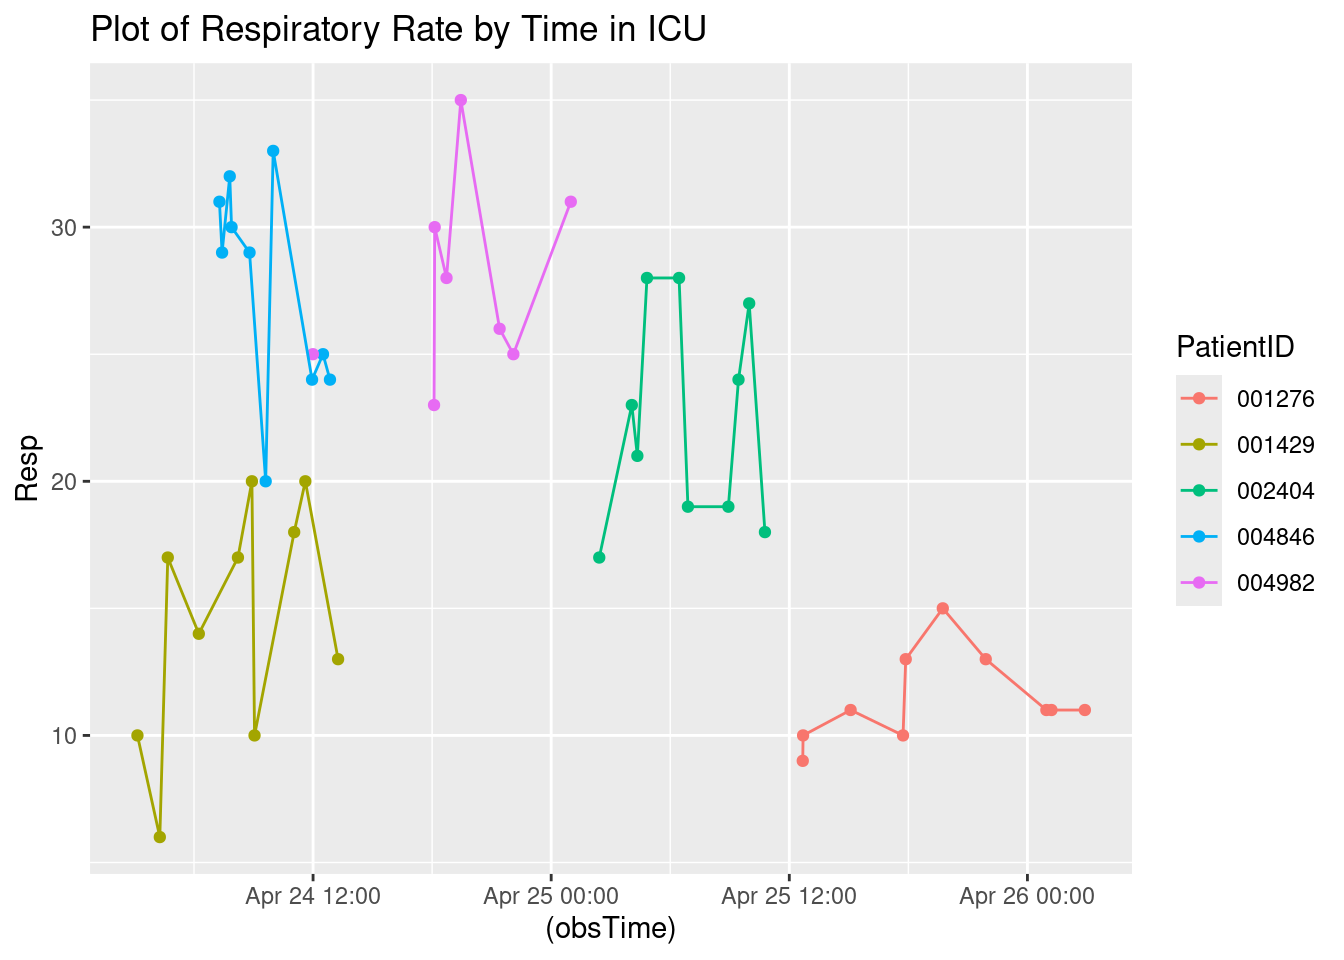 Plot of Respiratory Rate by Time in ICU
Resp
30
20
10
Apr 24 12:00
Apr 25 00:00
Apr 25 12:00
Apr 26 00:00
(obsTime)
PatientID
001276
001429
002404
004846
004982